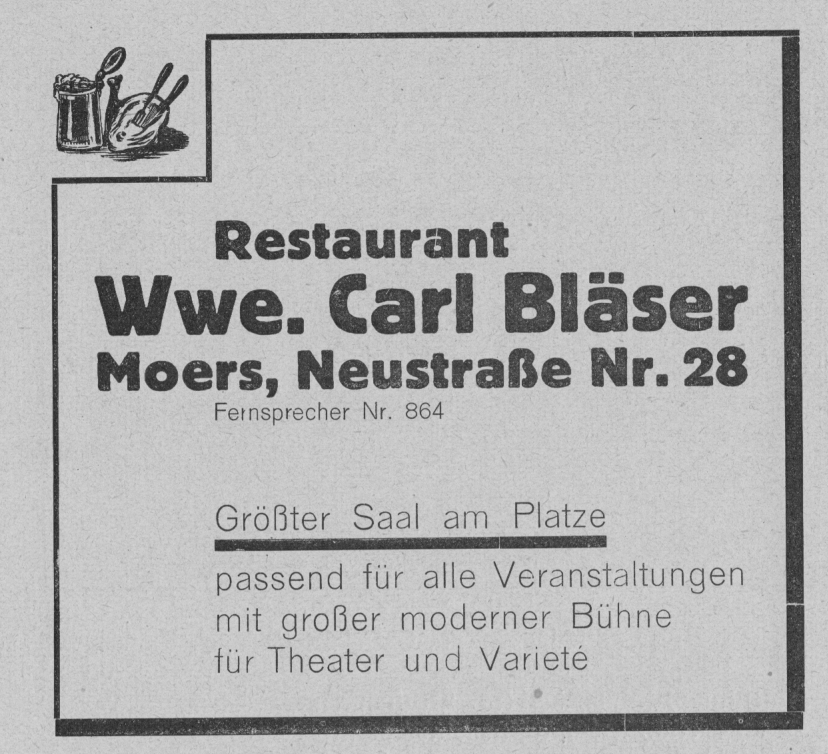 Restaurant
Wwe. Carl Bläser
Moers, Neustraße Nr. 28
Fernsprecher Nr. 864
Größter Saal am Platze
passend für alle Veranstaltungen
mit großer moderner Bühne
für Theater und Varieté